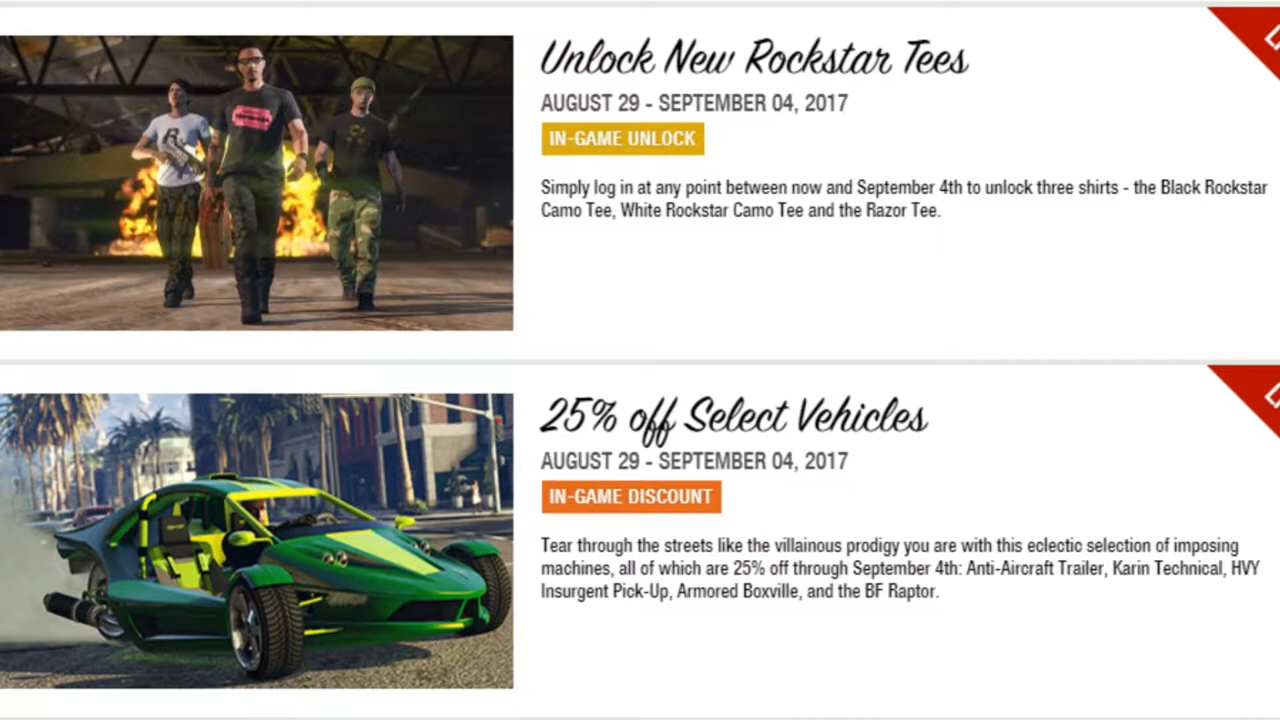 Unlock New Rockstar Tees
AUGUST 29 - SEPTEMBER 04, 2017
IN-GAME UNLOCK
Simply log in at any point between now and September 4th to unlock three shirts - the Black Rockstar
Camo Tee, White Rockstar Camo Tee and the Razor Tee.
25% off Select Vehicles
AUGUST 29 - SEPTEMBER 04, 2017
IN-GAME DISCOUNT
Tear through the streets like the villainous prodigy you are with this eclectic selection of imposing
machines, all of which are 25% off through September 4th: Anti-Aircraft Trailer, Karin Technical, HVY
Insurgent Pick-Up, Armored Boxville, and the BF Raptor.